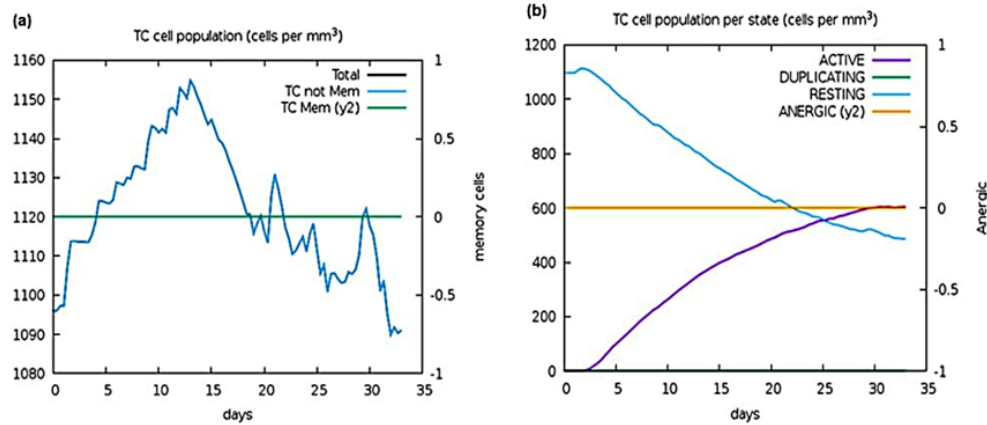 (a)
TC cell population (cells per mm³)
1160
1150
1140
1130
1120
1110
1100
1090
1080
1
0.5
0
-0.5
-1
Total
TC not Mem
TC Mem (y2)
memory cells
0 5 10 15 20 25 30 35
days
(b)
TC cell population per state (cells per mm³)
1200
1000
800
600
400
200
0
1
0.5
0
-0.5
-1
ACTIVE
DUPLICATING
RESTING
ANERGIC (y2)
Anergic
0 5 10 15 20 25 30 35
days